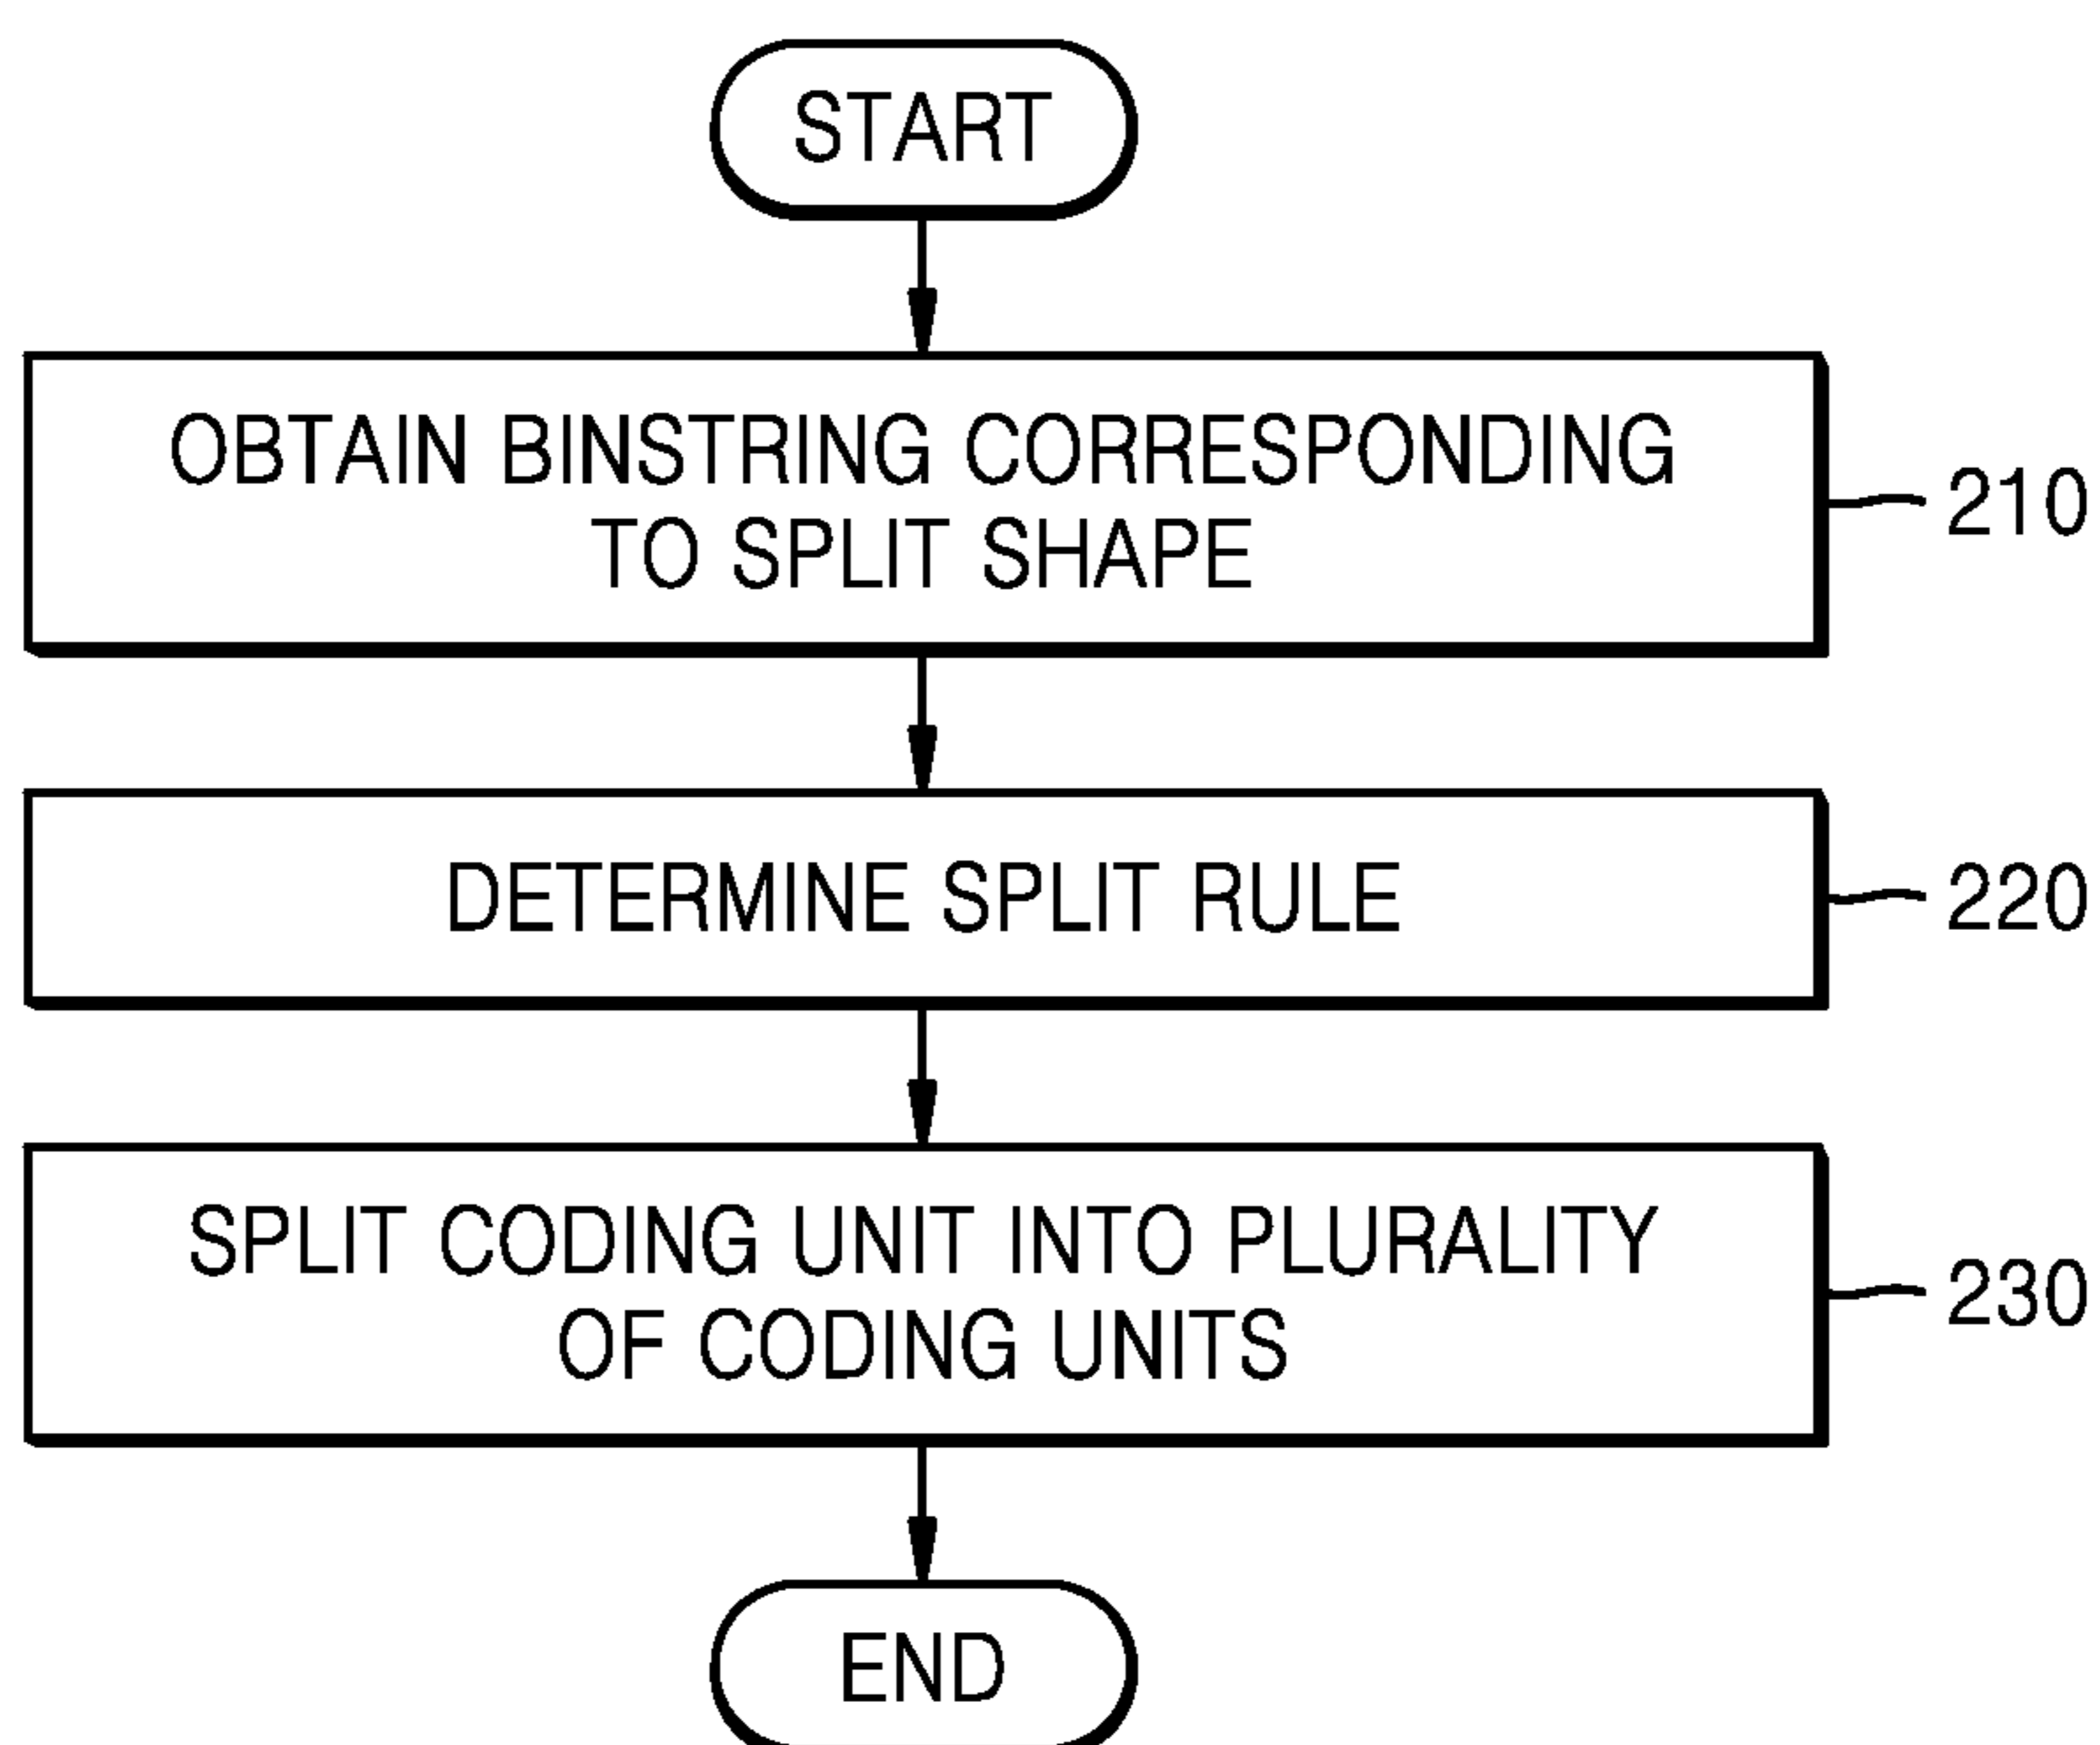 START
OBTAIN BINSTRING CORRESPONDING
TO SPLIT SHAPE
210
DETERMINE SPLIT RULE
220
SPLIT CODING UNIT INTO PLURALITY
OF CODING UNITS
230
END